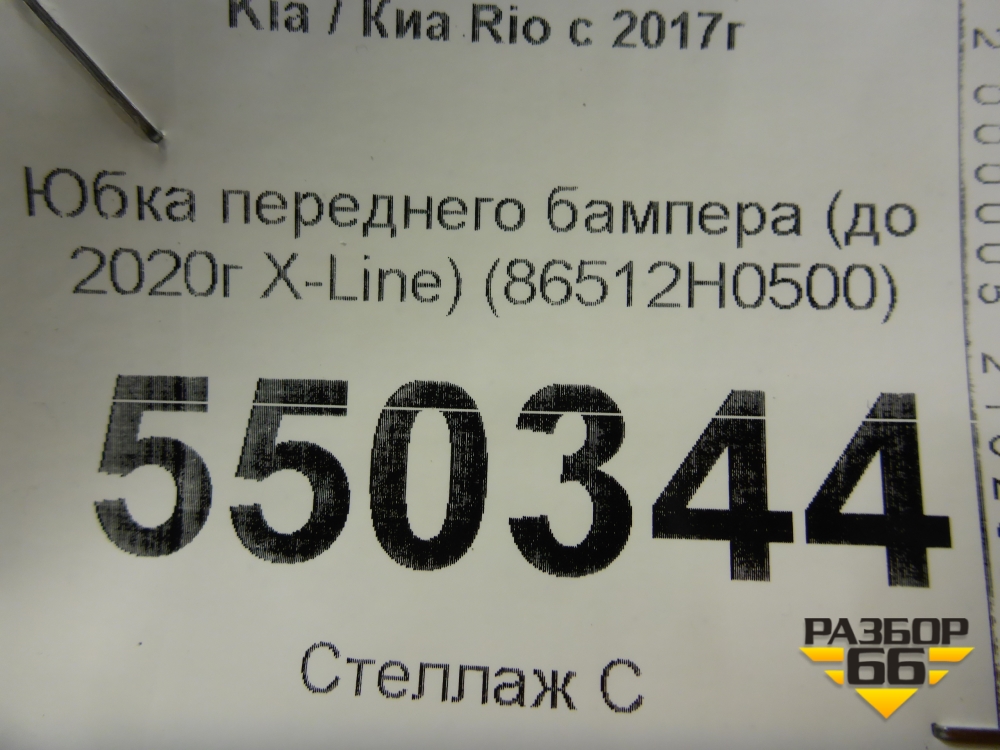 Kia / Киа Rio с 2017г
Юбка переднего бампера (до
2020г X-Line) (86512H0500)
550344
Стеллаж С
РАЗБОР
66